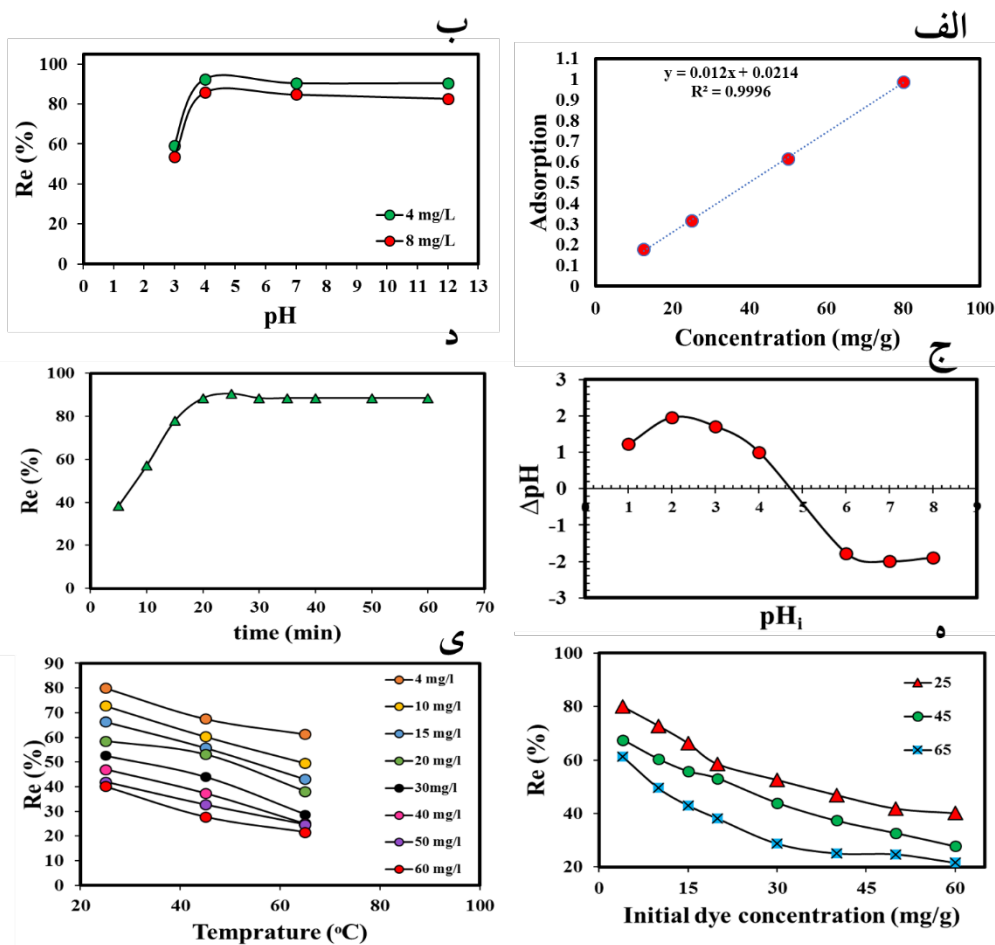 ب
100
80
60
40
20
0
Re (%)
4 mg/L
8 mg/L
0 1 2 3 4 5 6 7 8 9 10 11 12 13
pH
الف
1.1
1
0.9
0.8
0.7
0.6
0.5
0.4
0.3
0.2
0.1
0
Adsorption
y = 0.012x + 0.0214
R² = 0.9996
0 20 40 60 80 100
Concentration (mg/g)
د
100
80
60
40
20
0
Re (%)
0 10 20 30 40 50 60 70
time (min)
ج
3
2
1
0
-1
-2
-3
ΔpH
1 2 3 4 5 6 7 8
pHi
ی
90
80
70
60
50
40
30
20
10
0
Re (%)
4 mg/l
10 mg/l
15 mg/l
20 mg/l
30mg/l
40 mg/l
50 mg/l
60 mg/l
20 40 60 80 100
Temprature (°C)
ه
100
80
60
40
20
Re (%)
25
45
65
0 15 30 45 60
Initial dye concentration (mg/g)